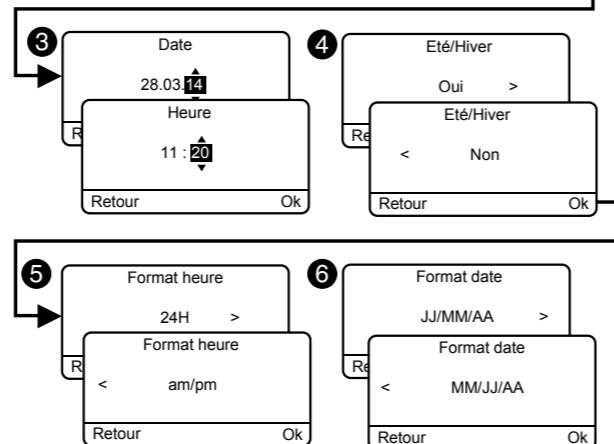 3
Date
28.03.14
R
Heure
11 : 20
Retour Ok
4
Eté/Hiver
Oui >
Re
Eté/Hiver
< Non
Retour Ok
5
Format heure
24H >
R
Format heure
< am/pm
Retour Ok
6
Format date
JJ/MM/AA >
Re
Format date
< MM/JJ/AA
Retour Ok